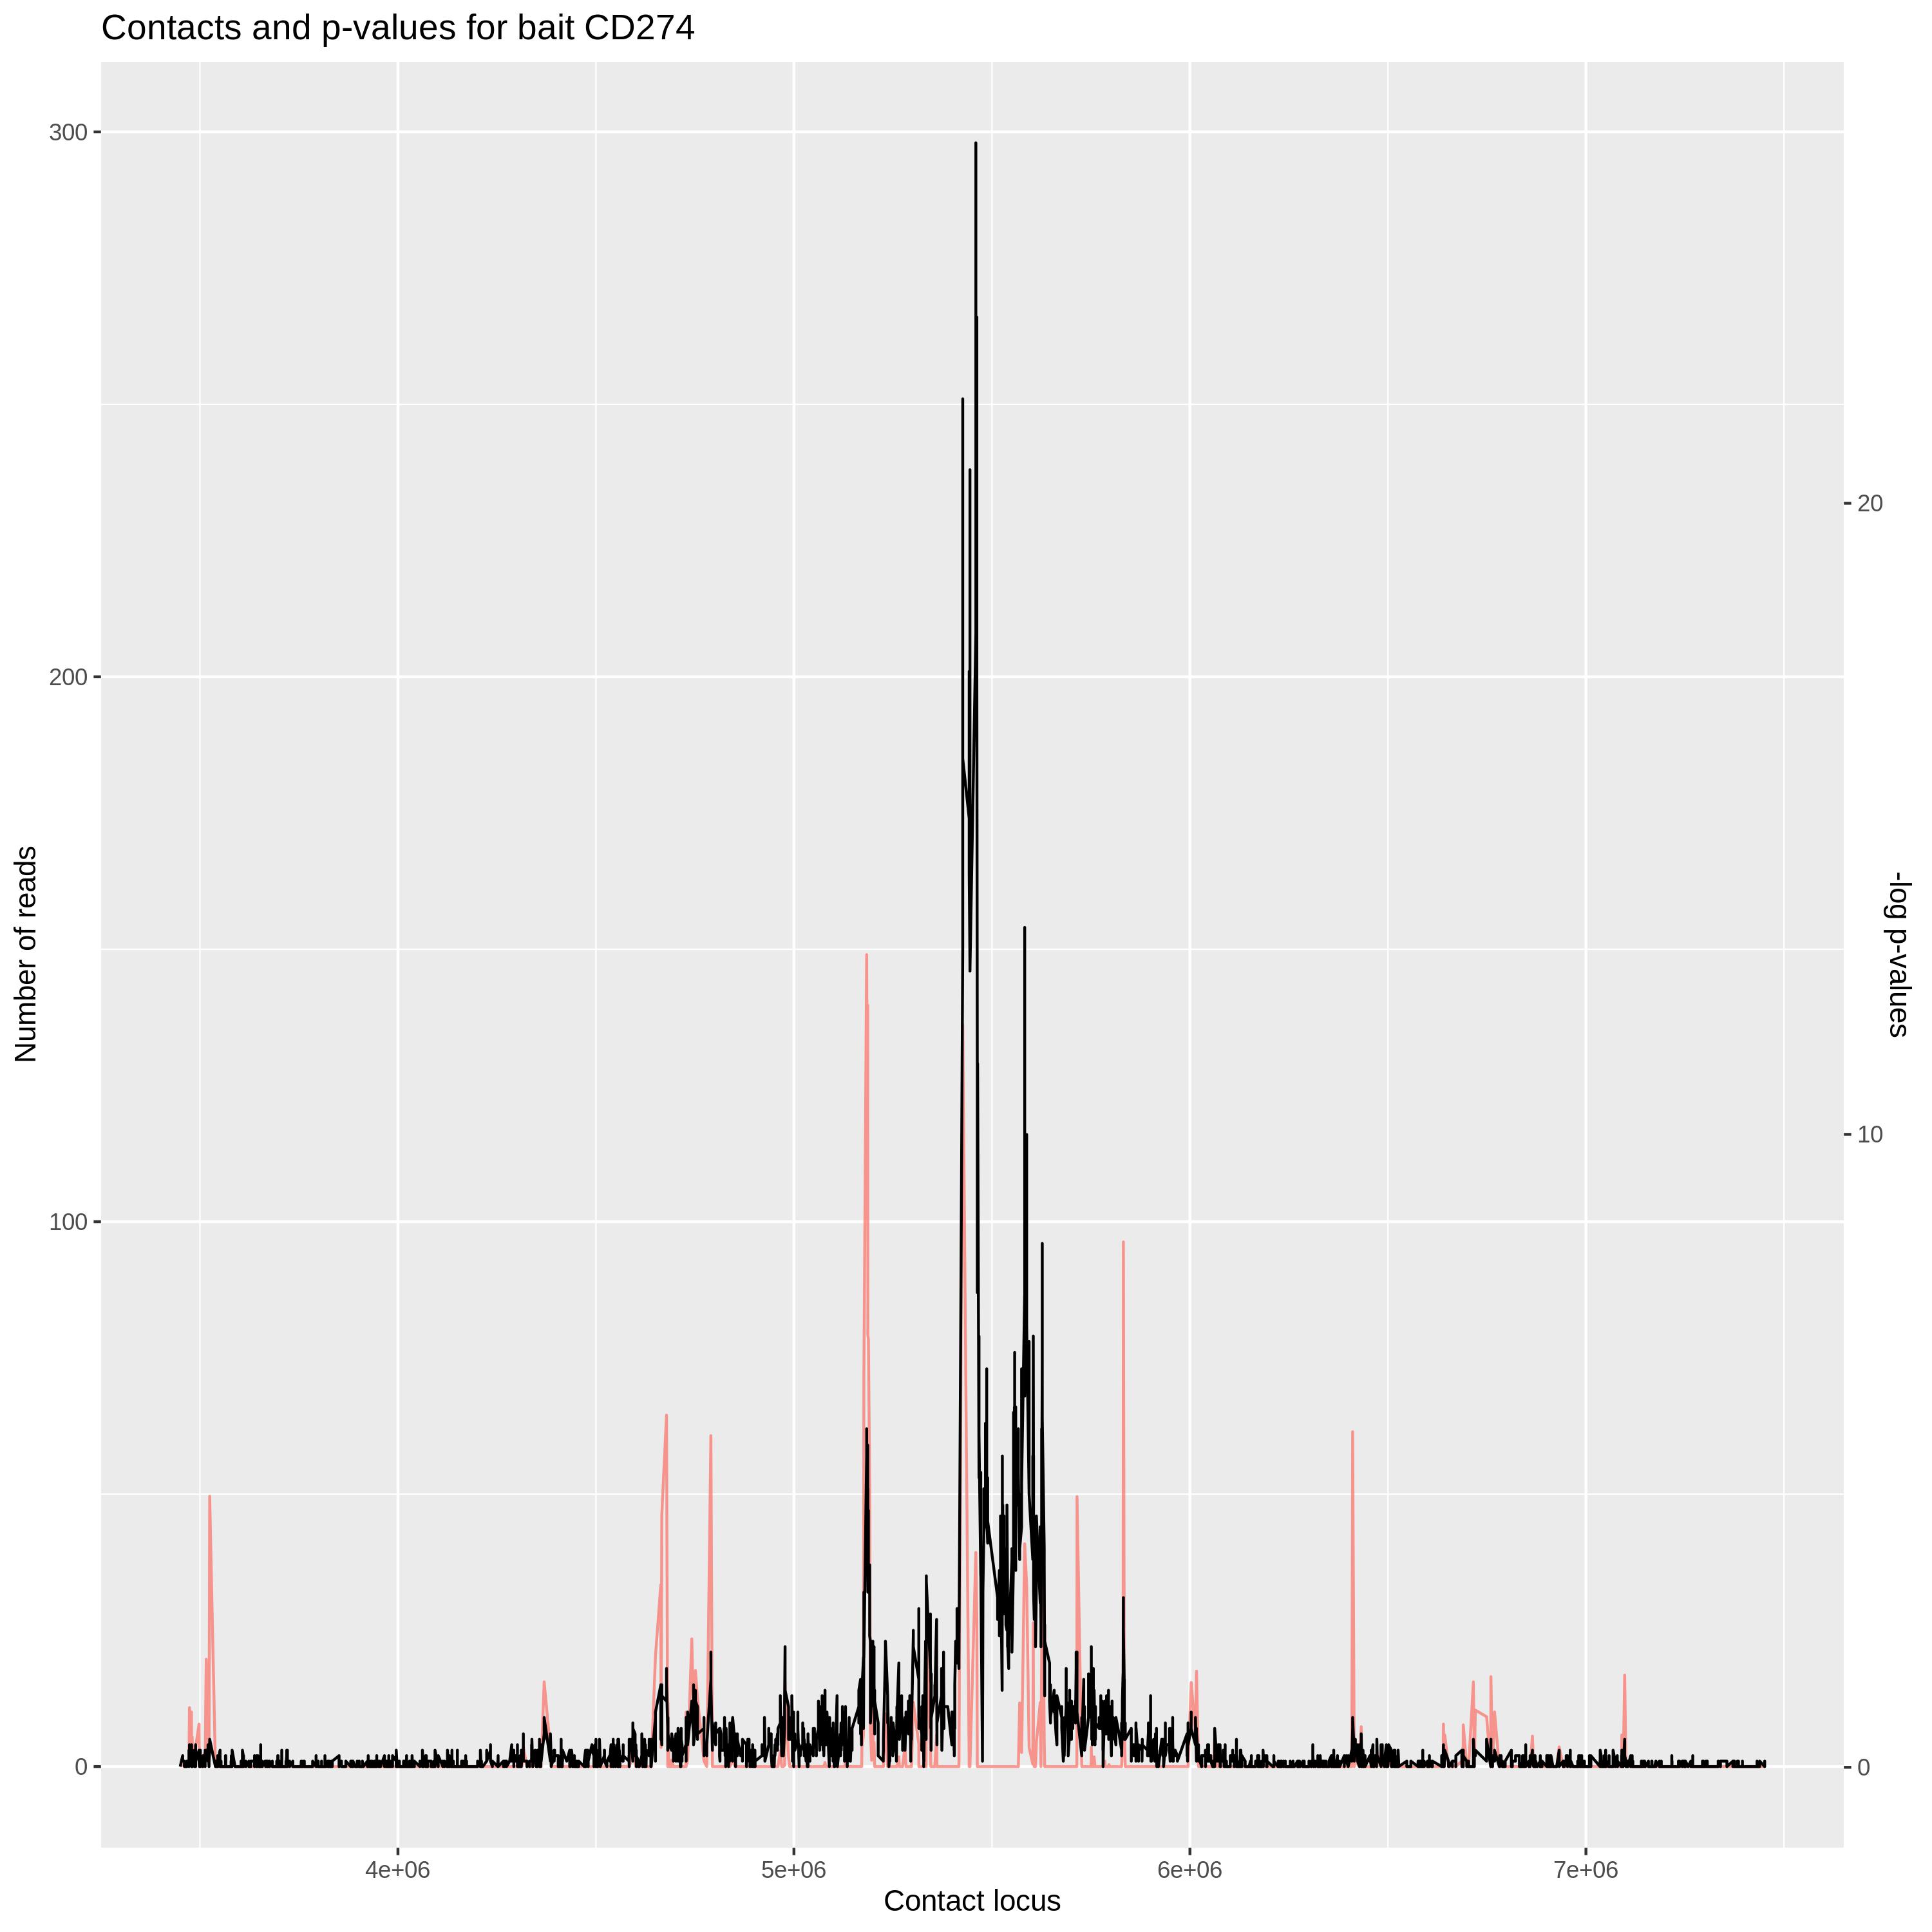 Contacts and p-values for bait CD274
300
200
100
0
Number of reads
20
10
0
-log p-values
4e+06
5e+06
6e+06
7e+06
Contact locus